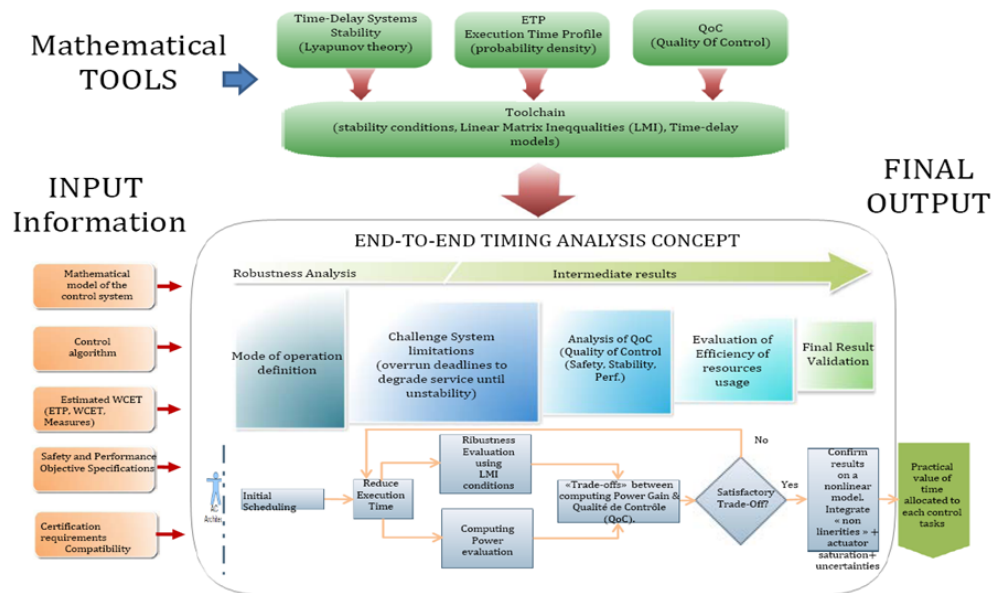 Mathematical
TOOLS
Time-Delay Systems
Stability
(Lyapunov theory)
ETP
Execution Time Profile
(probability density)
QoC
(Quality Of Control)
Toolchain
(stability conditions, Linear Matrix Ineqqualities (LMI), Time-delay
models)
INPUT
Information
FINAL
OUTPUT
END-TO-END TIMING ANALYSIS CONCEPT
Robustness Analysis
Intermediate results
Mathematical
model of the
control system
Control
algorithm
Estimated WCET
(ETP, WCET,
Measures)
Safety and Performance
Objective Specifications
Certification
requirements
Compatibility
Mode of operation
definition
Challenge System
limitations
(overrun deadlines to
degrade service until
unstability)
Analysis of QoC
(Quality of Control
(Safety, Stability,
Perf.)
Evaluation of
Efficiency of
resources
usage
Final Result
Validation
Initial
Scheduling
Reduce
Execution
Time
Ribustness
Evaluation
using
LMI
conditions
Computing
Power
evaluation
«Trade-offs» between
computing Power Gain &
Qualité de Contrôle
(QoC).
No
Satisfactory
Trade-Off?
Yes
Confirm
results on
a nonlinear
model.
Integrate
« non
linerities » +
actuator
saturation+
uncertainties
Practical
value of
time
allocated to
each control
tasks